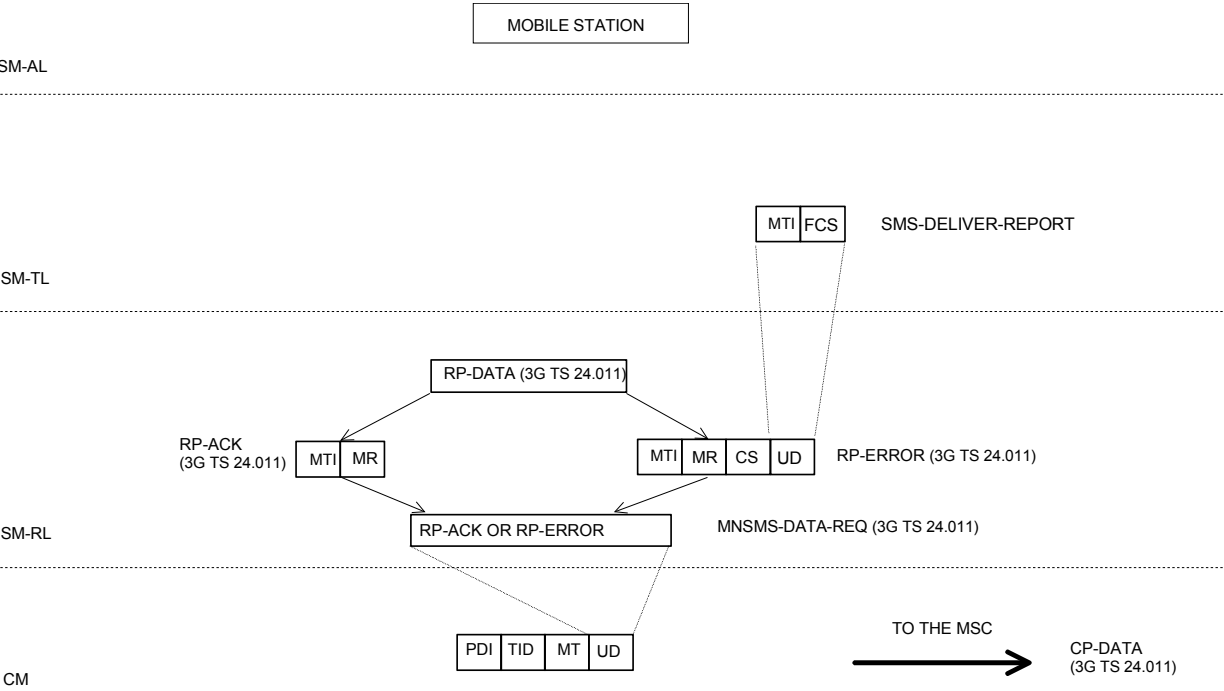 MOBILE STATION
SM-AL
MTI FCS SMS-DELIVER-REPORT
SM-TL
RP-DATA (3G TS 24.011)
RP-ACK
(3G TS 24.011)
MTI MR
MTI MR CS UD
RP-ERROR (3G TS 24.011)
RP-ACK OR RP-ERROR
MNSMS-DATA-REQ (3G TS 24.011)
SM-RL
TO THE MSC
PDI TID MT UD
CP-DATA
(3G TS 24.011)
CM